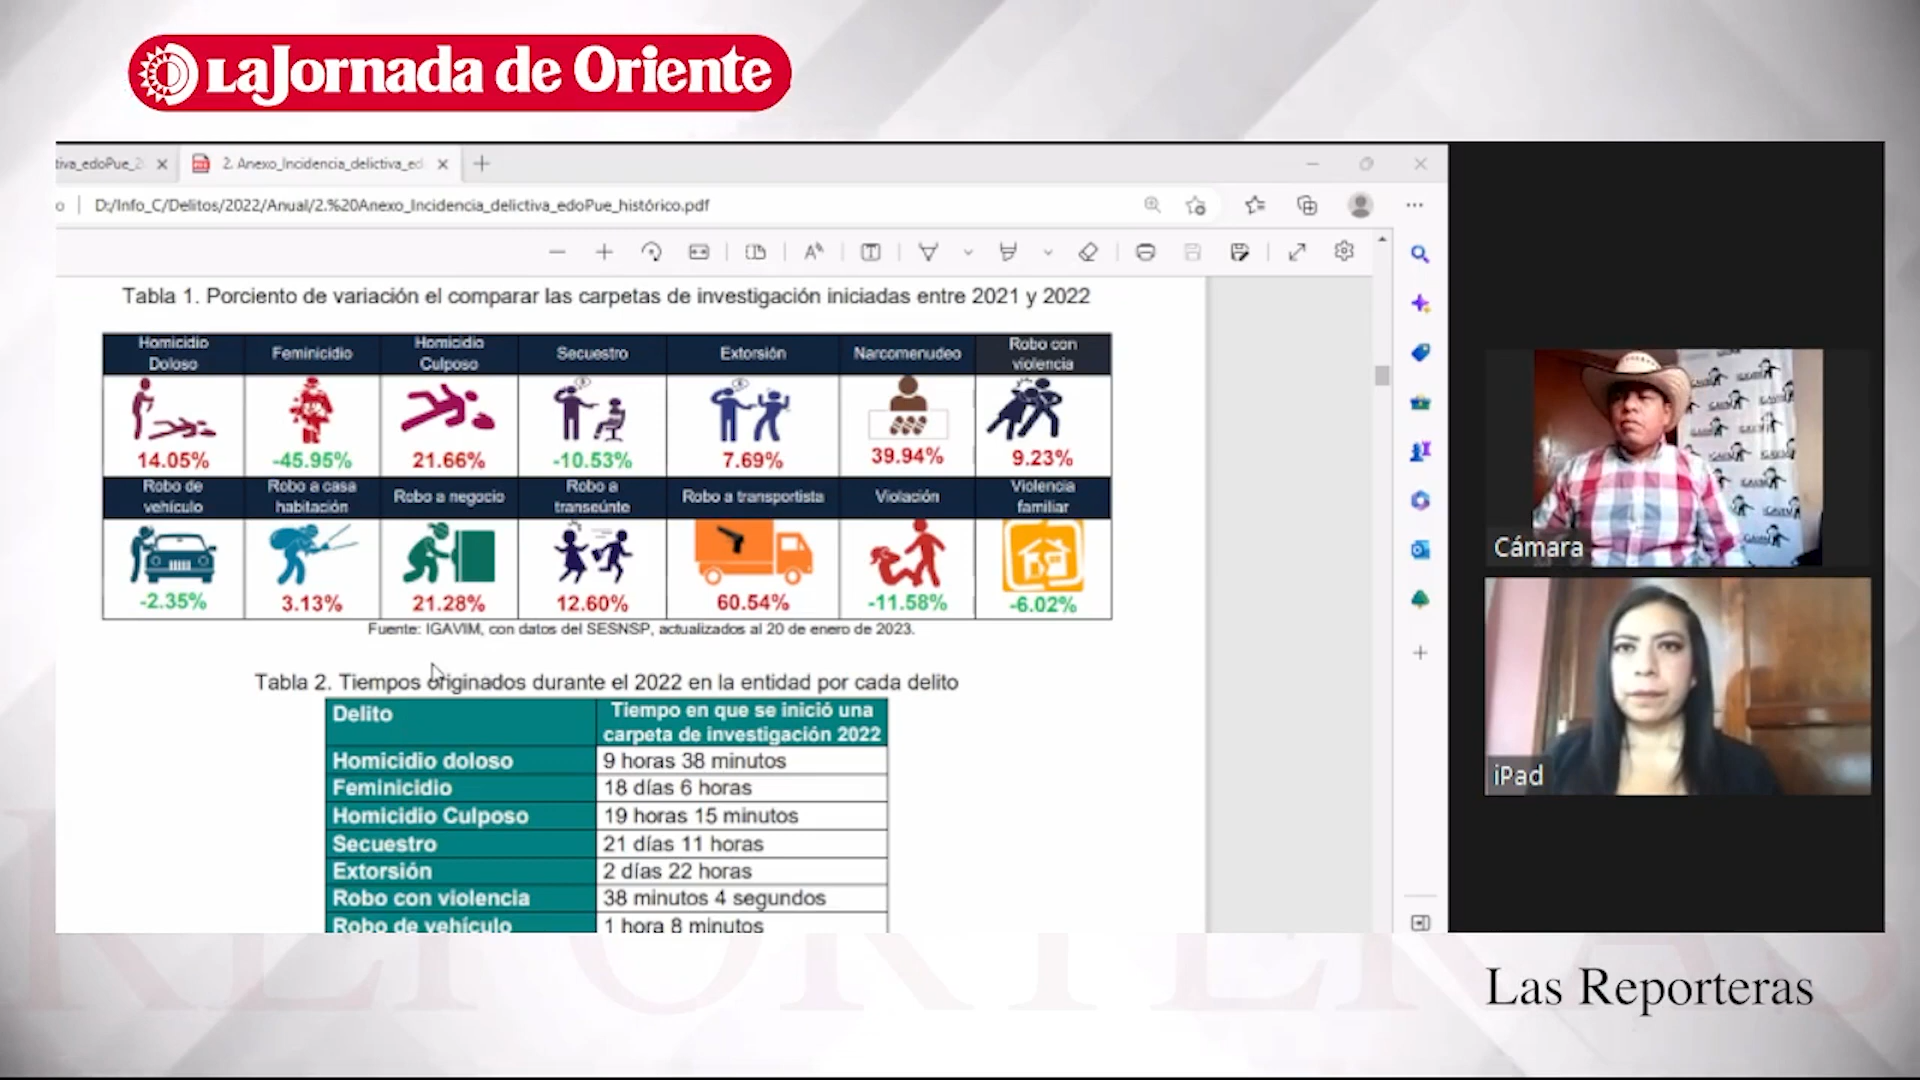 La Jornada de Oriente
tiva_edoPue_2
2. Anexo_Incidencia_delictiva_ed
D:/Info_C/Delitos/2022/Anual/2.%20Anexo_Incidencia_delictiva_edoPue_histórico.pdf
Tabla 1. Porciento de variación el comparar las carpetas de investigación iniciadas entre 2021 y 2022
Homicidio Doloso
Feminicidio
Homicidio Culposo
Secuestro
Extorsión
Narcomenudeo
Robo con violencia
14.05%
-45.95%
21.66%
-10.53%
7.69%
39.94%
9.23%
Robo de vehículo
Robo a casa habitación
Robo a negocio
Robo a transeúnte
Robo a transportista
Violación
Violencia familiar
-2.35%
3.13%
21.28%
12.60%
60.54%
-11.58%
-6.02%
Fuente: IGAVIM, con datos del SESNSP, actualizados al 20 de enero de 2023.
Tabla 2. Tiempos originados durante el 2022 en la entidad por cada delito
Delito
Tiempo en que se inició una
carpeta de investigación 2022
Homicidio doloso 9 horas 38 minutos
Feminicidio 18 días 6 horas
Homicidio Culposo 19 horas 15 minutos
Secuestro 21 días 11 horas
Extorsión 2 días 22 horas
Robo con violencia 38 minutos 4 segundos
Robo de vehículo 1 hora 8 minutos
Cámara
iPad
REPORTERAS
Las Reporteras